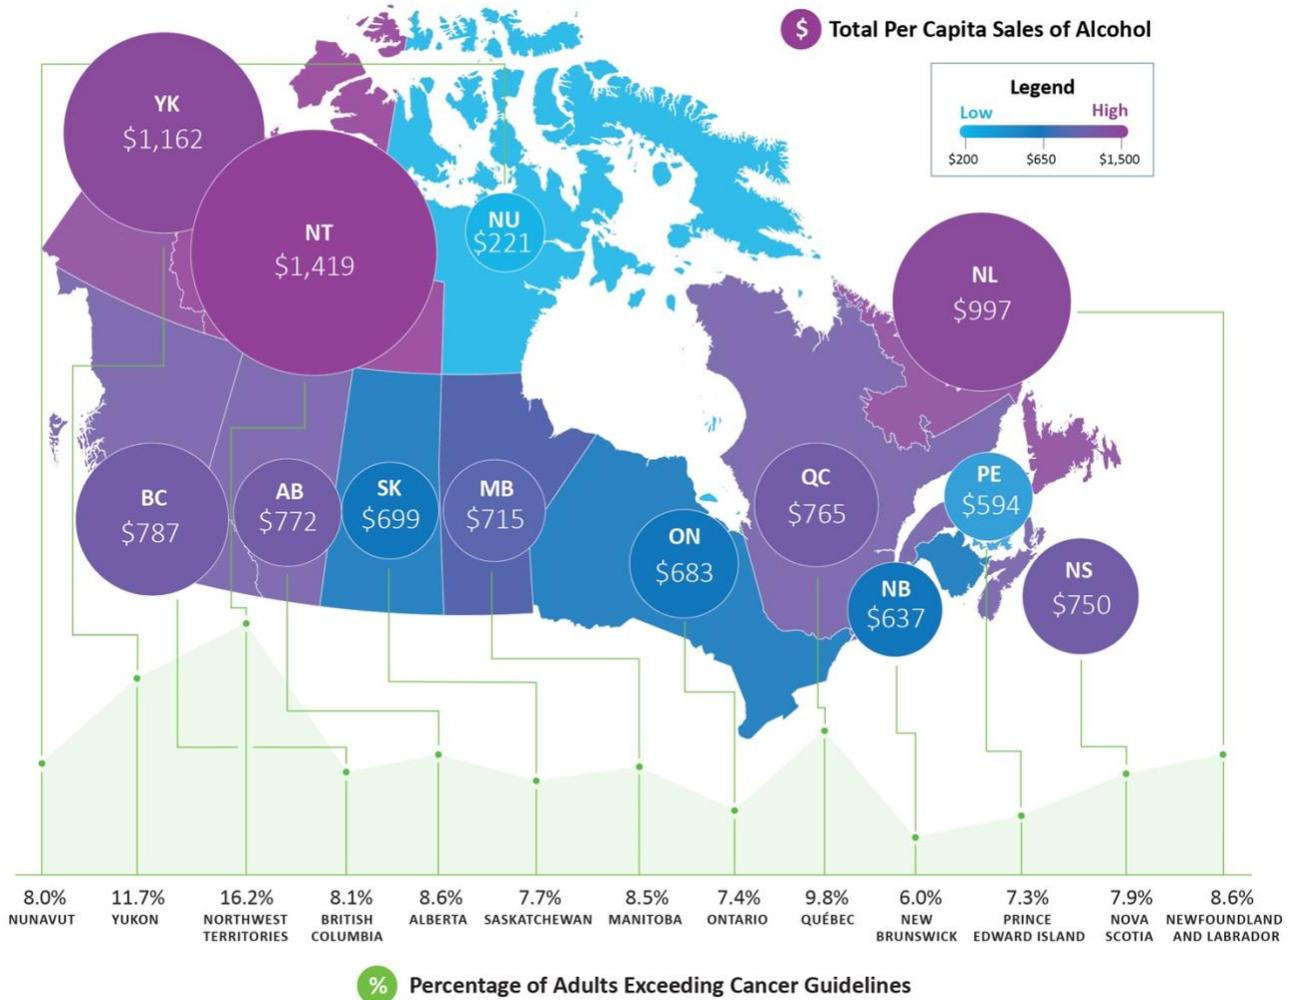 $ Total Per Capita Sales of Alcohol
Legend
Low High
$200 $650 $1,500
YK
$1,162
NT
$1,419
NU
$221
NL
$997
BC
$787
AB
$772
SK
$699
MB
$715
ON
$683
QC
$765
NB
$637
PE
$594
NS
$750
8.0%
NUNAVUT
11.7%
YUKON
16.2%
NORTHWEST
TERRITORIES
8.1%
BRITISH
COLUMBIA
8.6%
ALBERTA
7.7%
SASKATCHEWAN
8.5%
MANITOBA
7.4%
ONTARIO
9.8%
QUÉBEC
6.0%
NEW
BRUNSWICK
7.3%
PRINCE
EDWARD ISLAND
7.9%
NOVA
SCOTIA
8.6%
NEWFOUNDLAND
AND LABRADOR
% Percentage of Adults Exceeding Cancer Guidelines